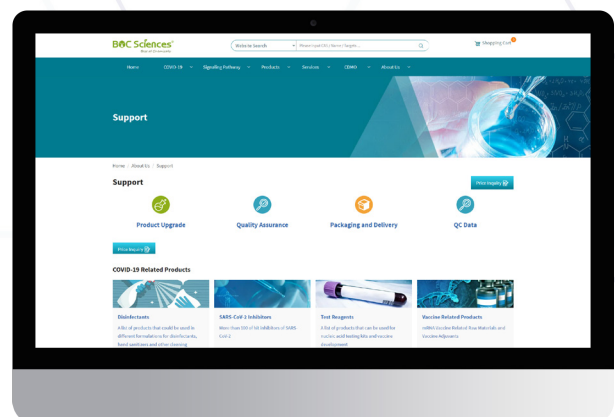 BOC Sciences
Website Search
Shopping Cart
Home COVID-19 Signalling Pathway Products Services CDMO About Us
Support
Home / About Us / Support
Support
Price Inquiry
Product Upgrade Quality Assurance Packaging and Delivery QC Data
Price Inquiry
COVID-19 Related Products
Disinfectants SARS-CoV-2 Inhibitors Test Reagents Vaccine Related Products
A list of products that could be used in More than 300 of hit inhibitors of SARS- A list of products that can be used for mRNA Vaccine Related Raw Materials and
different formulations for disinfectants, CoV-2 nucleic acid testing kits and vaccine Vaccine Adjuvants
hand sanitizers and other cleaning development